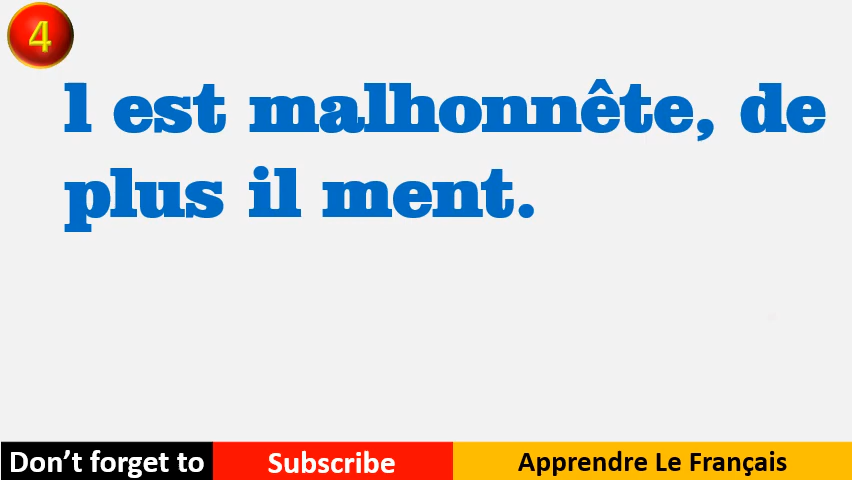 4
l est malhonnête, de
plus il ment.
Don't forget to Subscribe Apprendre Le Français